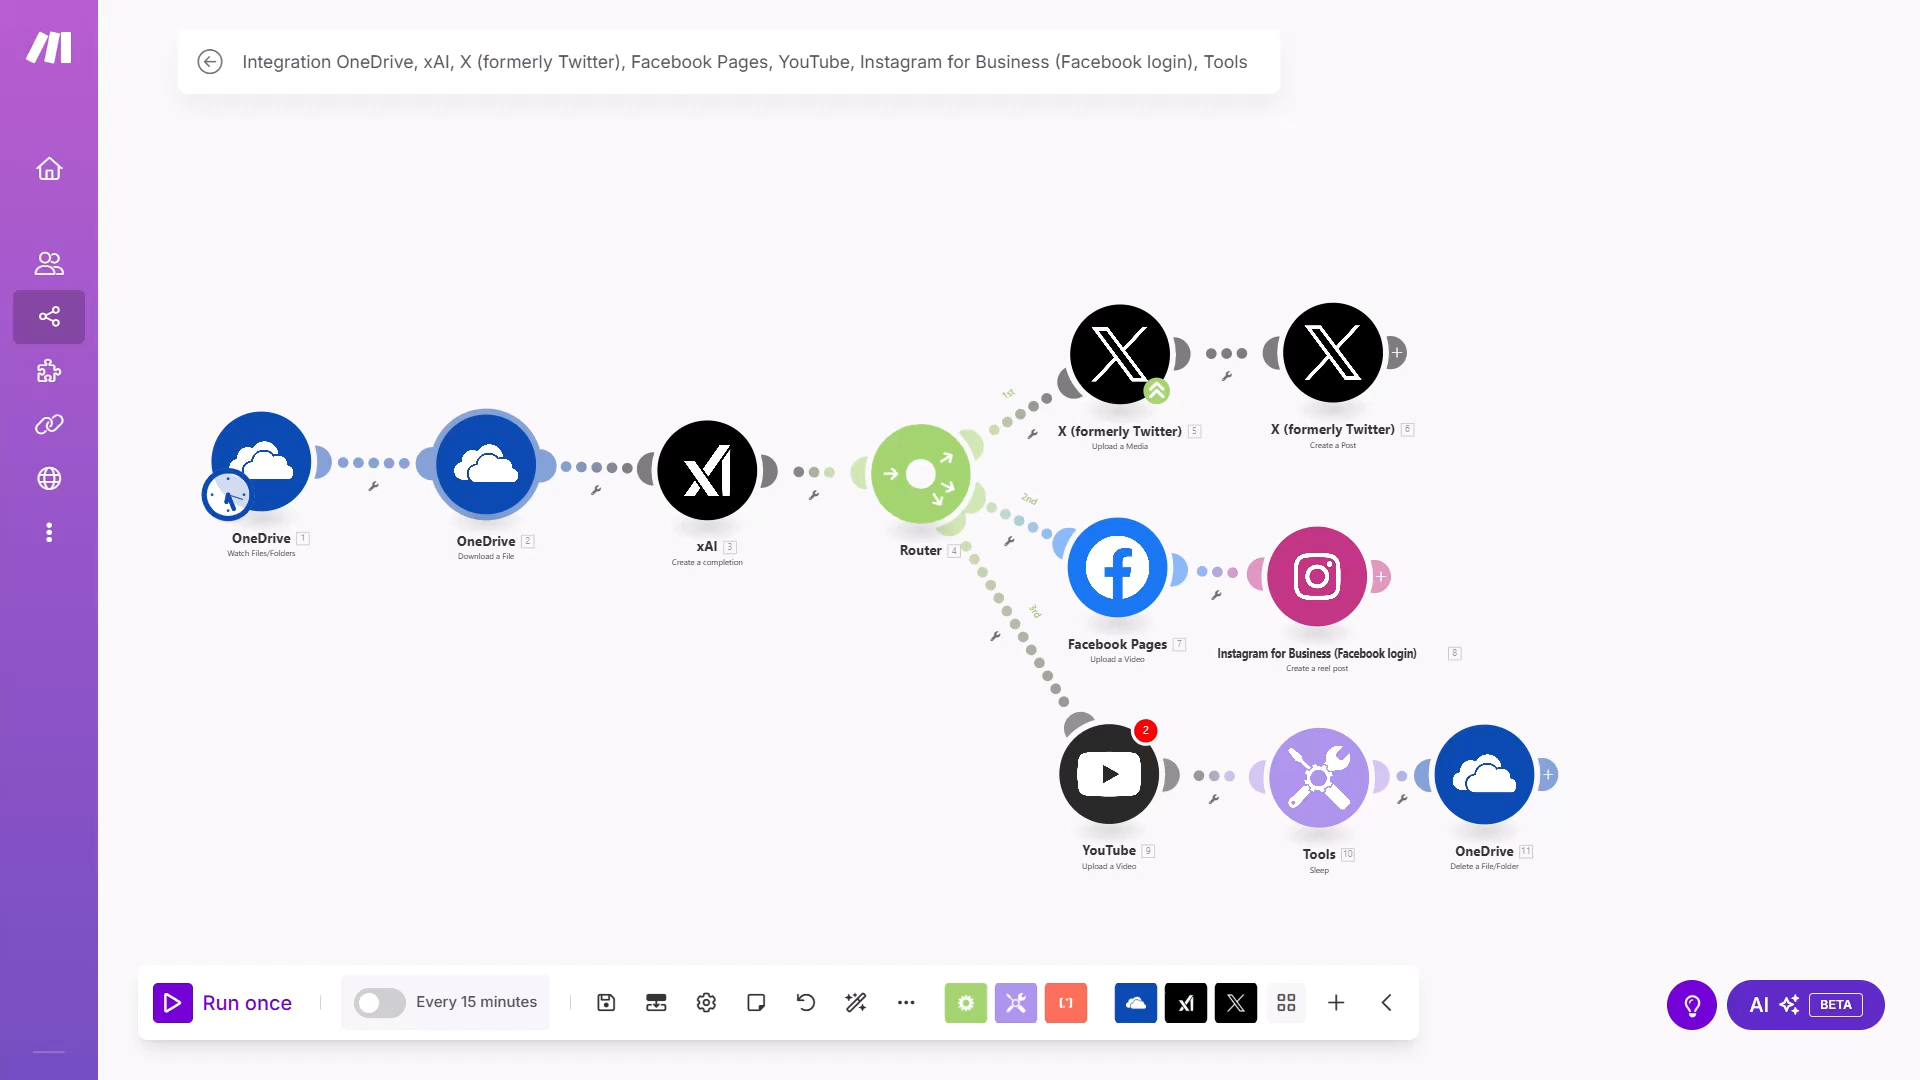 Integration OneDrive, xAI, X (formerly Twitter), Facebook Pages, YouTube, Instagram for Business (Facebook login), Tools
1st
X (formerly Twitter) 5
Upload a Media
X (formerly Twitter) 6
Create a Post
OneDrive 1
Watch Files/Folders
OneDrive 2
Download a File
xAI 3
Create a completion
Router 4
2nd
Facebook Pages 7
Upload a Video
Instagram for Business (Facebook login) 8
Create a reel post
3rd
2
YouTube 9
Upload a Video
Tools 10
Sleep
OneDrive 11
Delete a File/Folder
Run once
Every 15 minutes
AI BETA